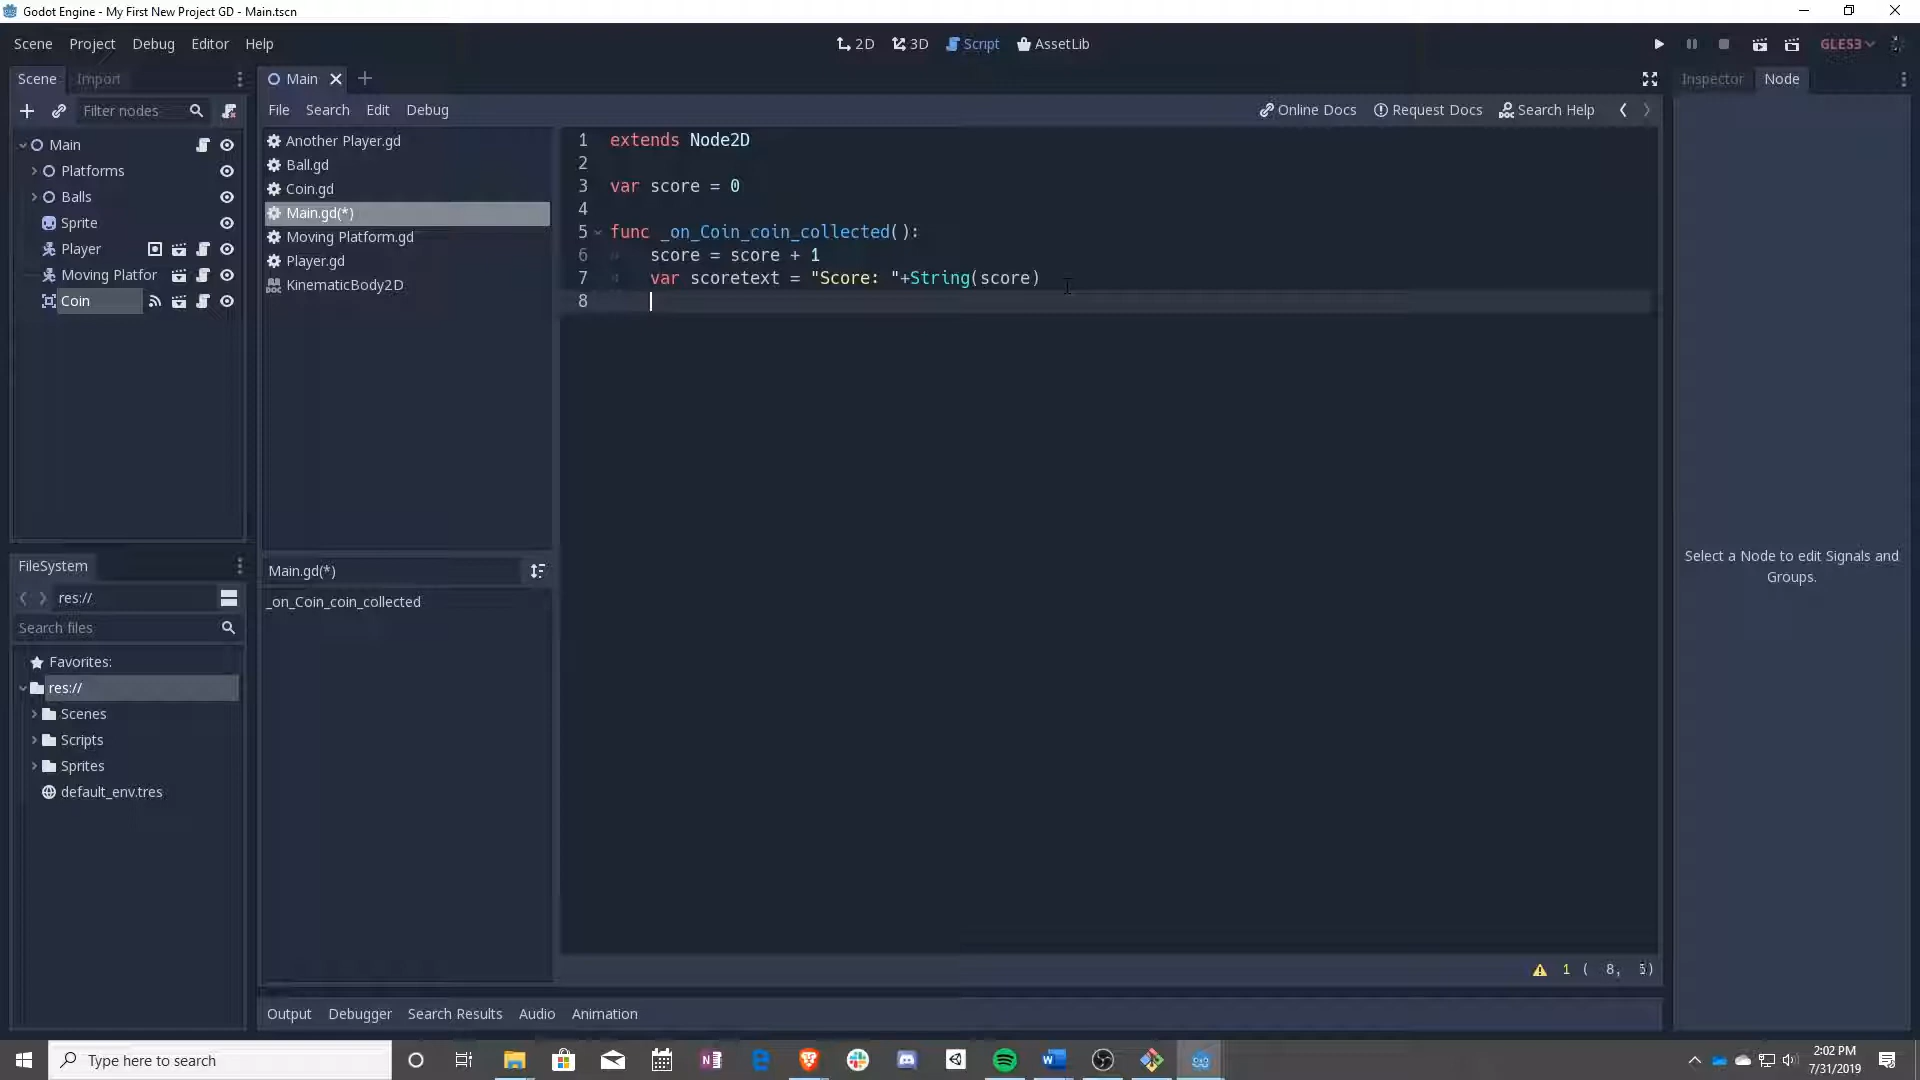 Godot Engine - My First New Project GD - Main.tscn
Scene Project Debug Editor Help
2D 3D Script AssetLib
GLES3
Scene Import
Main
Inspector Node
Filter nodes
File Search Edit Debug
Online Docs Request Docs Search Help
Main
Platforms
Balls
Sprite
Player
Moving Platfor
Coin
Another Player.gd
Ball.gd
Coin.gd
Main.gd(*)
Moving Platform.gd
Player.gd
KinematicBody2D
Main.gd(*)
_on_Coin_coin_collected
1 extends Node2D
2
3 var score = 0
4
5 func _on_Coin_coin_collected():
6 score = score + 1
7 var scoretext = "Score: "+String(score)
8
Select a Node to edit Signals and
Groups.
FileSystem
res://
Search files
Favorites:
res://
Scenes
Scripts
Sprites
default_env.tres
1 ( 8, 5)
Output Debugger Search Results Audio Animation
Type here to search
2:02 PM
7/31/2019